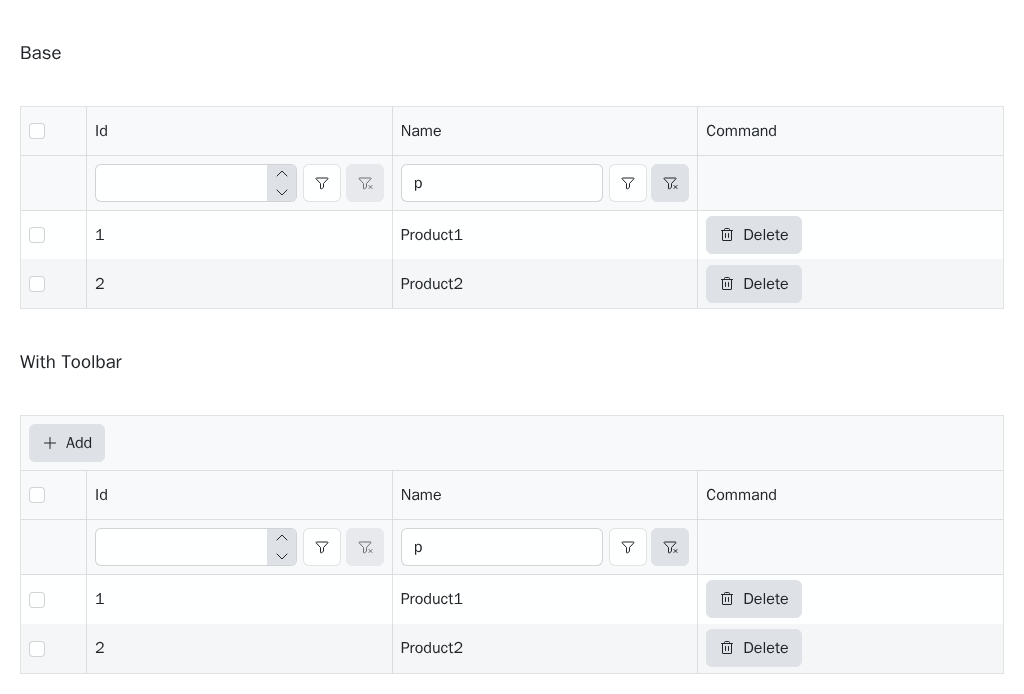 Base
Id Name Command
p
1 Product1 Delete
2 Product2 Delete
With Toolbar
Add
Id Name Command
p
1 Product1 Delete
2 Product2 Delete